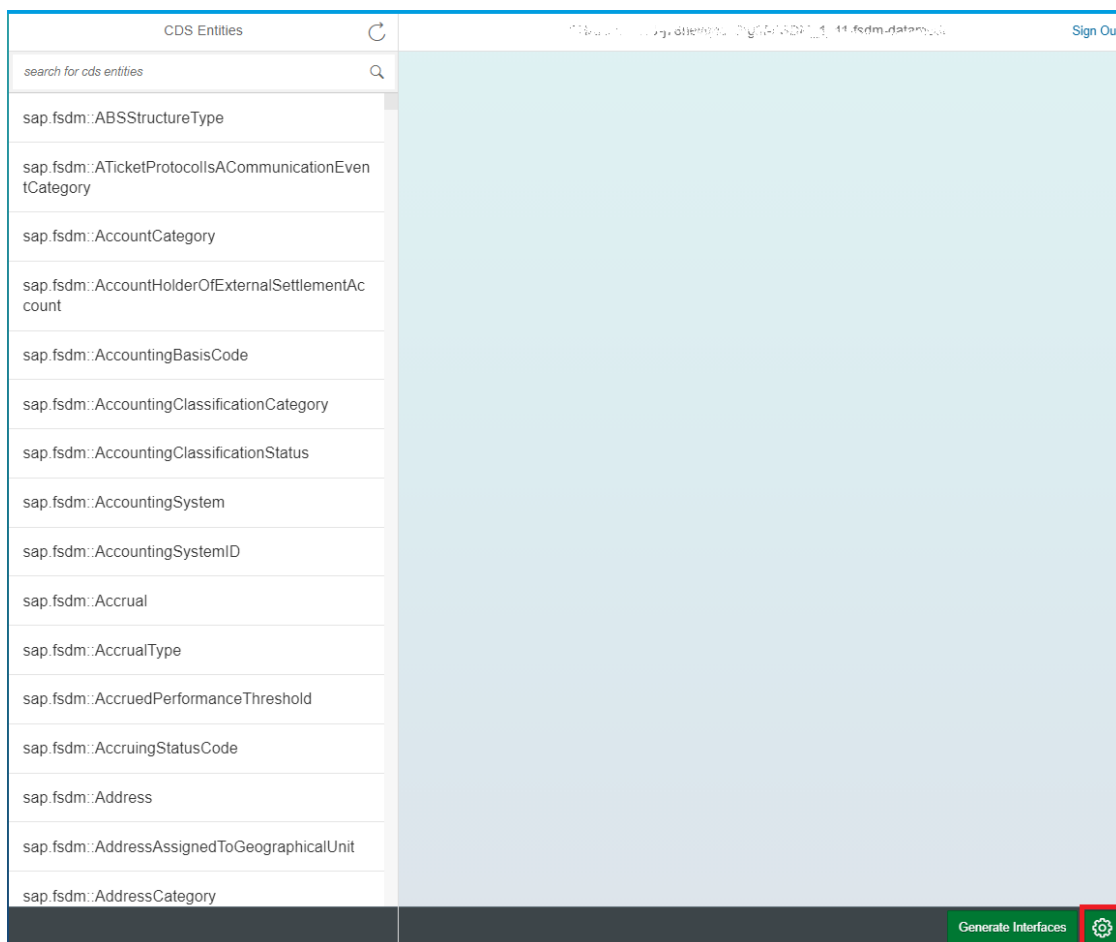 CDS Entities
Sign Ou
search for cds entities
sap.fsdm::ABSStructureType
sap.fsdm::ATicketProtocolIsACommunicationEven
tCategory
sap.fsdm::AccountCategory
sap.fsdm::AccountHolderOfExternalSettlementAc
count
sap.fsdm::AccountingBasisCode
sap.fsdm::AccountingClassificationCategory
sap.fsdm::AccountingClassificationStatus
sap.fsdm::AccountingSystem
sap.fsdm::AccountingSystemID
sap.fsdm::Accrual
sap.fsdm::AccrualType
sap.fsdm::AccruedPerformanceThreshold
sap.fsdm::AccruingStatusCode
sap.fsdm::Address
sap.fsdm::AddressAssignedToGeographicalUnit
sap.fsdm::AddressCategory
Generate Interfaces